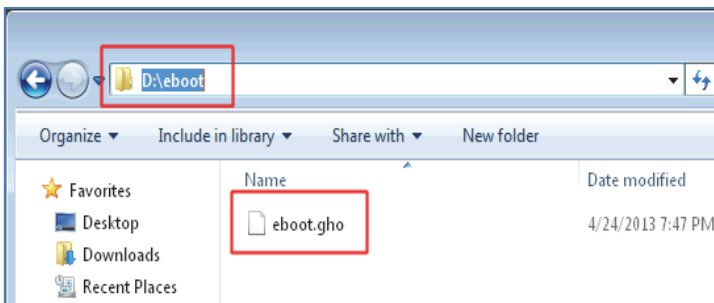 D:\eboot
Organize Include in library Share with New folder
Favorites
Desktop
Downloads
Recent Places
Name Date modified
eboot.gho 4/24/2013 7:47 PM